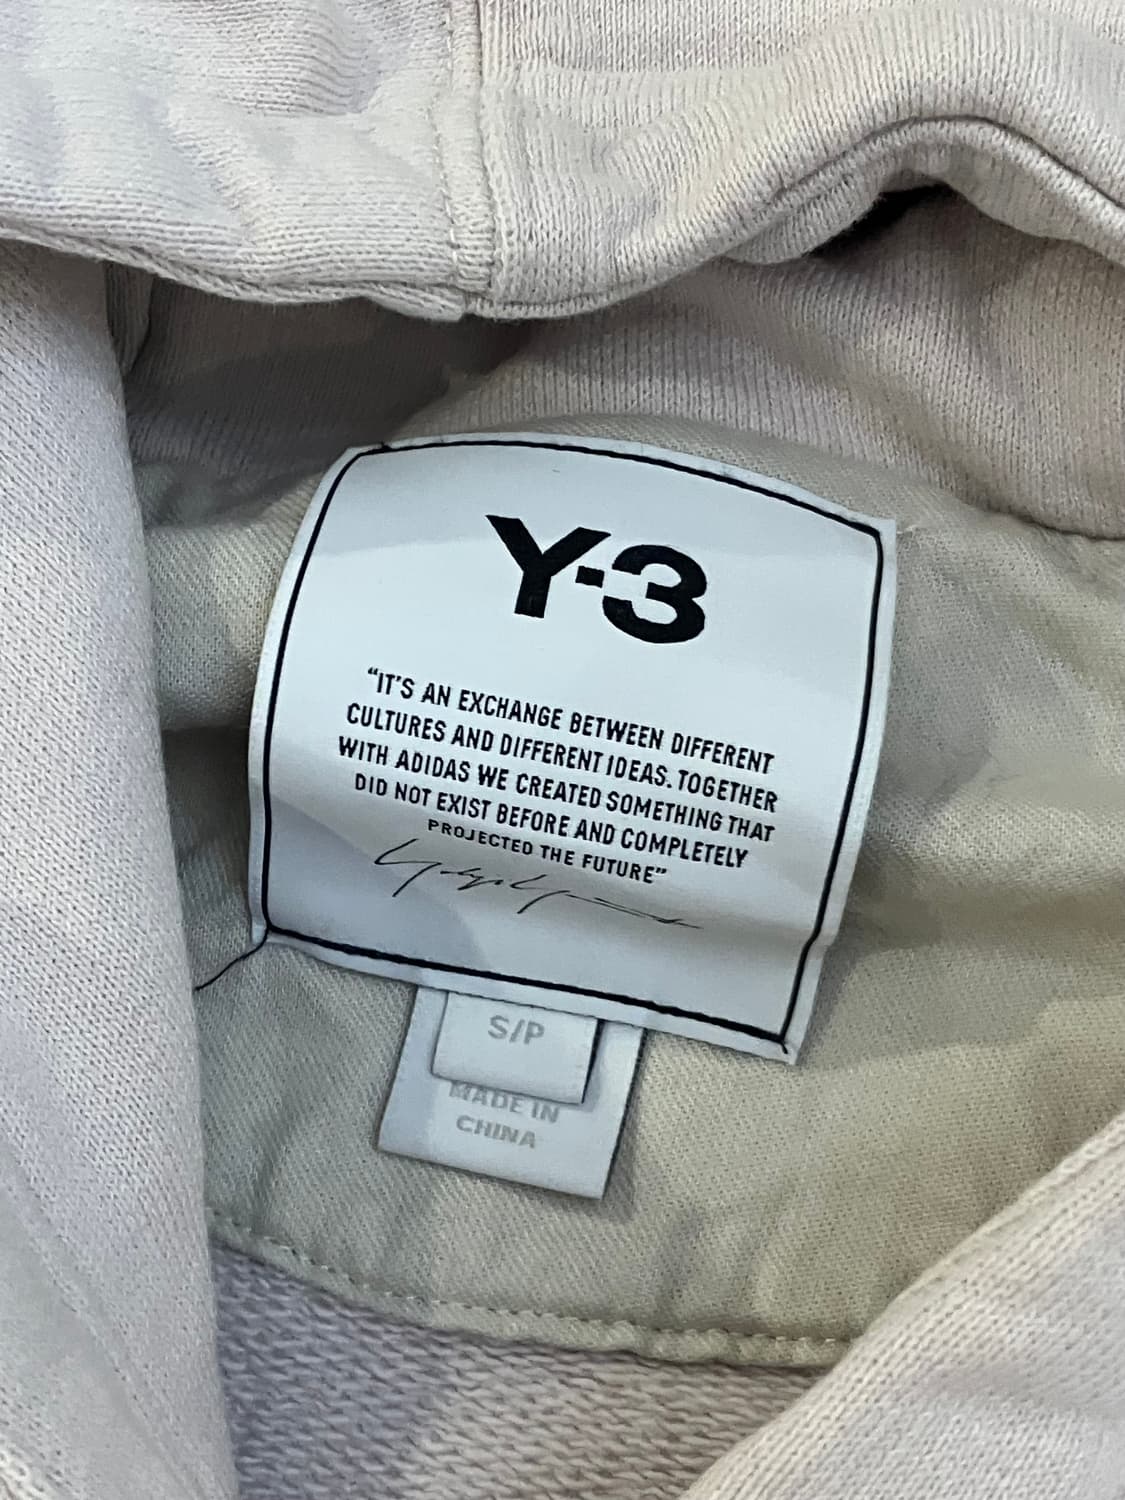 Y-3
“IT'S AN EXCHANGE BETWEEN DIFFERENT
CULTURES AND DIFFERENT IDEAS. TOGETHER
WITH ADIDAS WE CREATED SOMETHING THAT
DID NOT EXIST BEFORE AND COMPLETELY
PROJECTED THE FUTURE”
S/P
MADE IN
CHINA